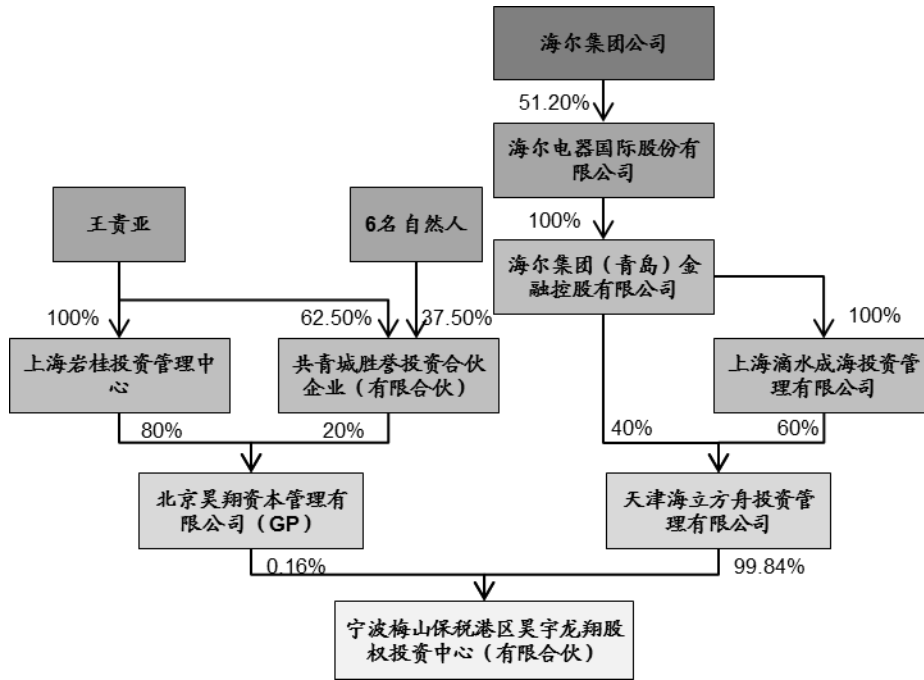 海尔集团公司
51.20%
海尔电器国际股份有
限公司
王贵亚
6名 自然人
100%
海尔集团（青岛）金
融控股有限公司
100%
62.50%
37.50%
100%
上海岩桂投资管理中
心
共青城胜誉投资合伙
企业（有限合伙）
上海滴水成海投资管
理有限公司
80%
20%
40%
60%
北京昊翔资本管理有
限公司（GP）
天津海立方舟投资管
理有限公司
0.16%
99.84%
宁波梅山保税港区昊宇龙翔股
权投资中心（有限合伙）